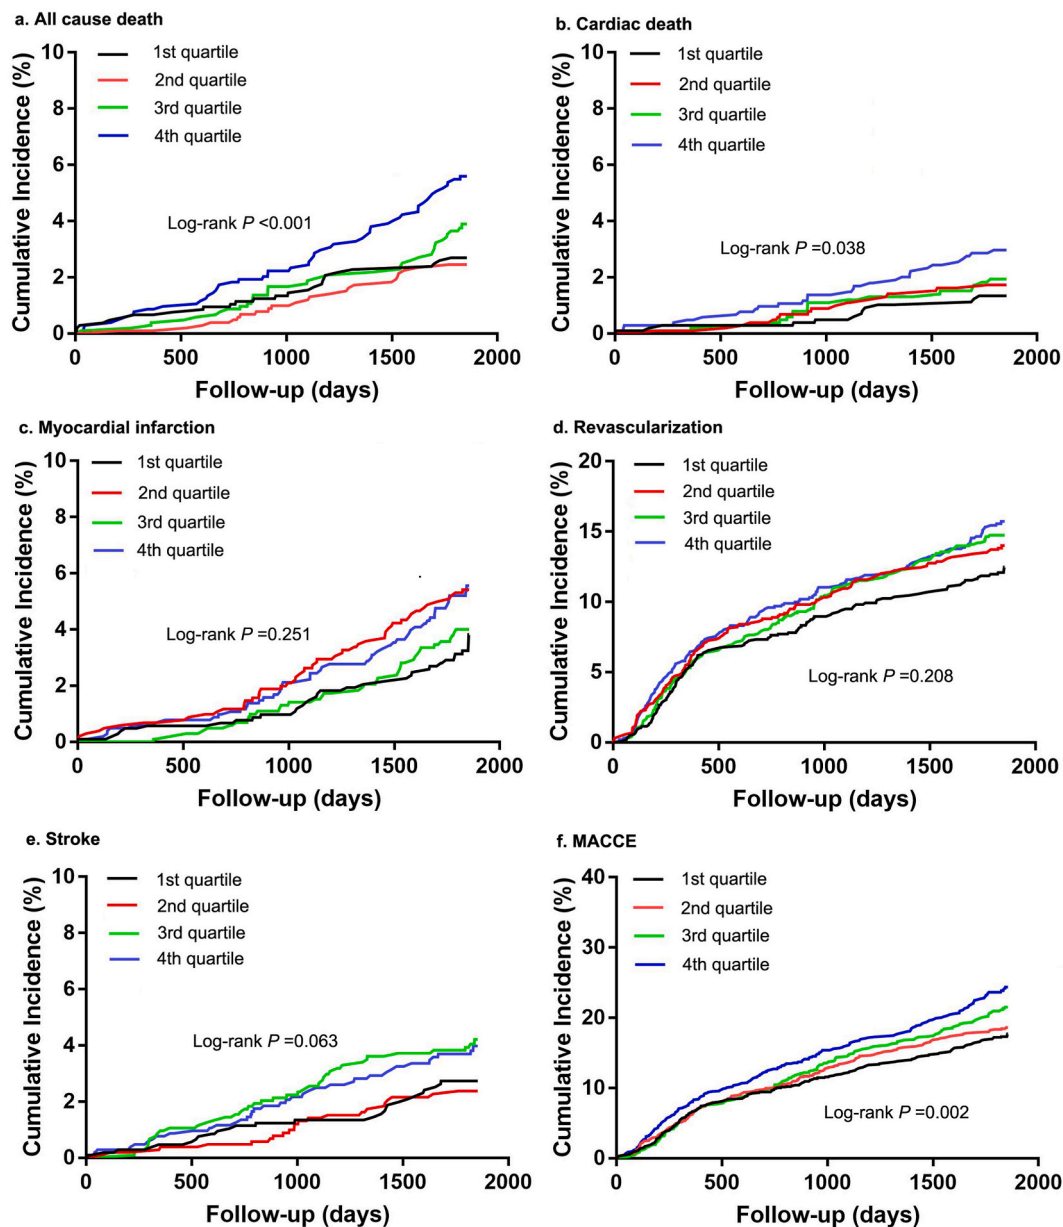 a. All cause death
10
8
6
4
2
0
Cumulative Incidence (%)
1st quartile
2nd quartile
3rd quartile
4th quartile
Log-rank P <0.001
0 500 1000 1500 2000
Follow-up (days)
b. Cardiac death
10
8
6
4
2
0
Cumulative Incidence (%)
1st quartile
2nd quartile
3rd quartile
4th quartile
Log-rank P =0.038
0 500 1000 1500 2000
Follow-up (days)
c. Myocardial infarction
10
8
6
4
2
0
Cumulative Incidence (%)
1st quartile
2nd quartile
3rd quartile
4th quartile
Log-rank P =0.251
0 500 1000 1500 2000
Follow-up (days)
d. Revascularization
20
15
10
5
0
Cumulative Incidence (%)
1st quartile
2nd quartile
3rd quartile
4th quartile
Log-rank P =0.208
0 500 1000 1500 2000
Follow-up (days)
e. Stroke
10
8
6
4
2
0
Cumulative Incidence (%)
1st quartile
2nd quartile
3rd quartile
4th quartile
Log-rank P =0.063
0 500 1000 1500 2000
Follow-up (days)
f. MACCE
40
30
20
10
0
Cumulative Incidence (%)
1st quartile
2nd quartile
3rd quartile
4th quartile
Log-rank P =0.002
0 500 1000 1500 2000
Follow-up (days)